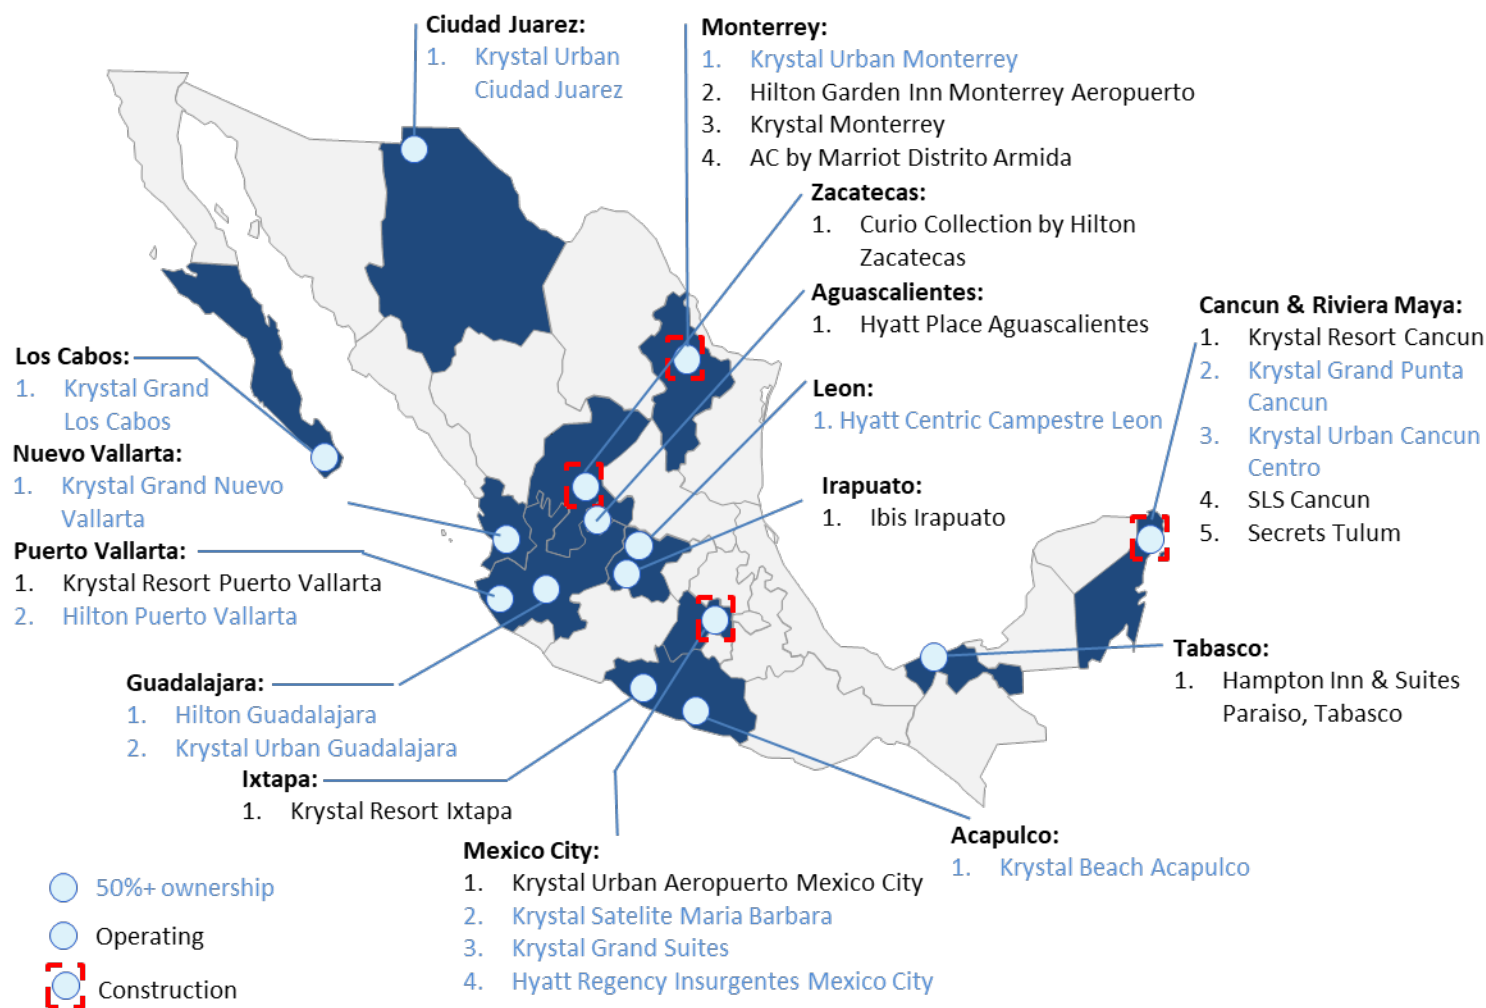 Ciudad Juarez:
1. Krystal Urban
Ciudad Juarez
Monterrey:
1. Krystal Urban Monterrey
2. Hilton Garden Inn Monterrey Aeropuerto
3. Krystal Monterrey
4. AC by Marriot Distrito Armida
Zacatecas:
1. Curio Collection by Hilton
Zacatecas
Aguascalientes:
1. Hyatt Place Aguascalientes
Leon:
1. Hyatt Centric Campestre Leon
Irapuato:
1. Ibis Irapuato
Cancun & Riviera Maya:
1. Krystal Resort Cancun
2. Krystal Grand Punta
Cancun
3. Krystal Urban Cancun
Centro
4. SLS Cancun
5. Secrets Tulum
Los Cabos:
1. Krystal Grand
Los Cabos
Nuevo Vallarta:
1. Krystal Grand Nuevo
Vallarta
Puerto Vallarta:
1. Krystal Resort Puerto Vallarta
2. Hilton Puerto Vallarta
Guadalajara:
1. Hilton Guadalajara
2. Krystal Urban Guadalajara
Ixtapa:
1. Krystal Resort Ixtapa
Tabasco:
1. Hampton Inn & Suites
Paraiso, Tabasco
Mexico City:
1. Krystal Urban Aeropuerto Mexico City
2. Krystal Satelite Maria Barbara
3. Krystal Grand Suites
4. Hyatt Regency Insurgentes Mexico City
Acapulco:
1. Krystal Beach Acapulco
50%+ ownership
Operating
Construction